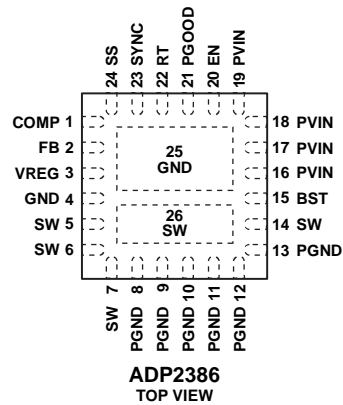 24 SS
23 SYNC
22 RT
21 PGOOD
20 EN
19 PVIN
COMP 1
FB 2
VREG 3
GND 4
SW 5
SW 6
25
GND
26
SW
18 PVIN
17 PVIN
16 PVIN
15 BST
14 SW
13 PGND
SW 7
PGND 8
PGND 9
PGND 10
PGND 11
PGND 12
ADP2386
TOP VIEW